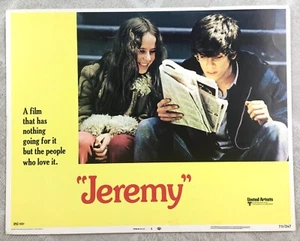 A film
that has
nothing
going for it
but the people
who love it.
"Jeremy"
United Artists